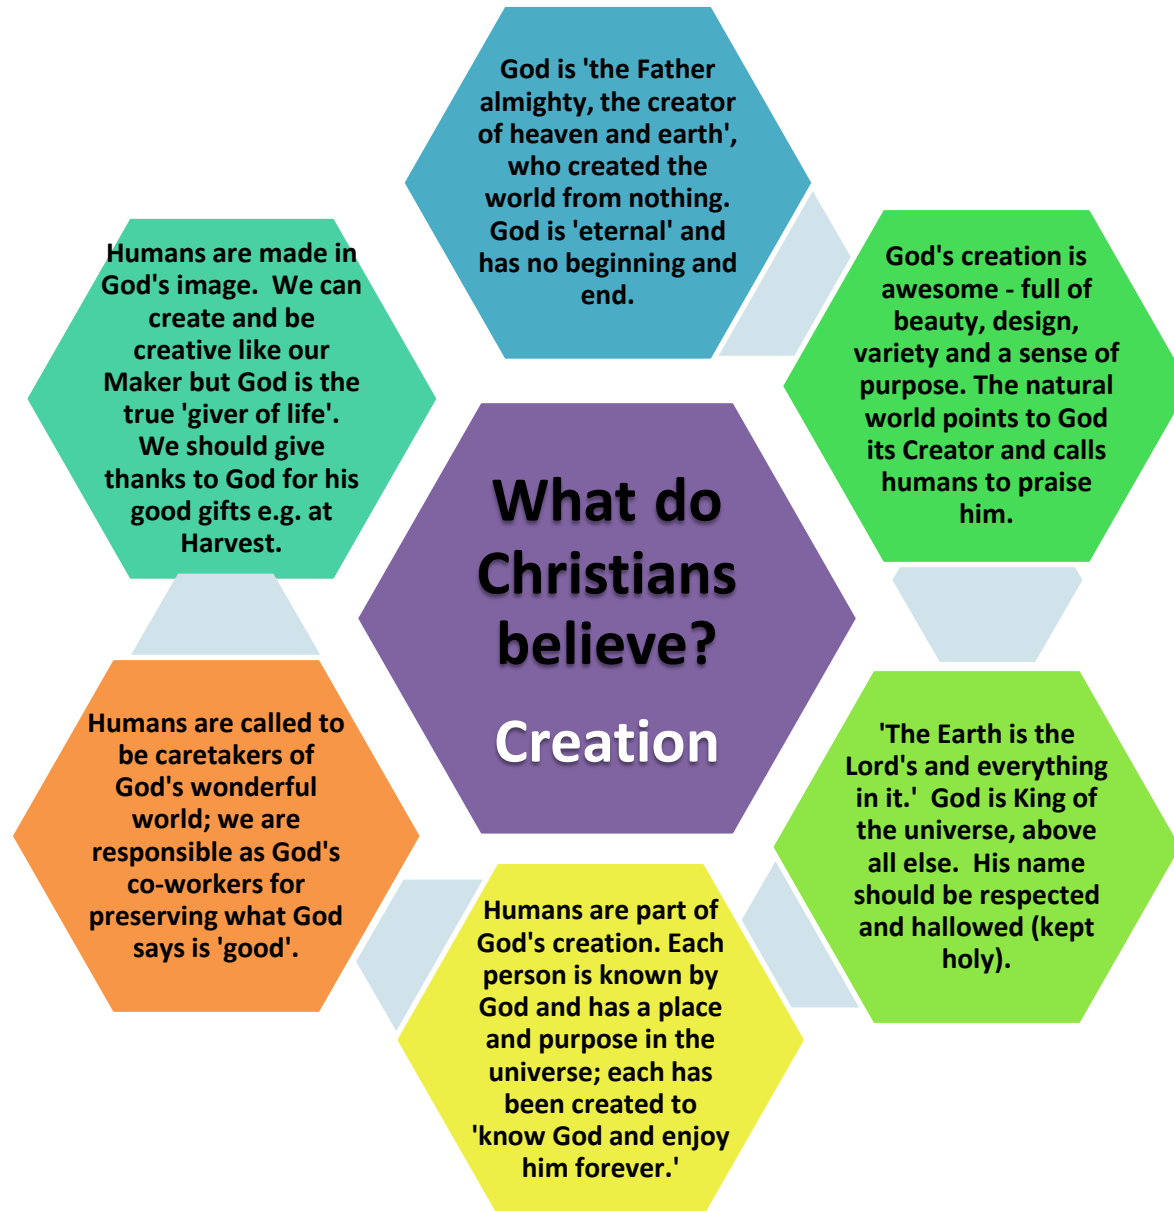 What do
Christians
believe?
Creation
God is 'the Father
almighty, the creator
of heaven and earth',
who created the
world from nothing.
God is 'eternal' and
has no beginning and
end.
God's creation is
awesome - full of
beauty, design,
variety and a sense of
purpose. The natural
world points to God
its Creator and calls
humans to praise
him.
'The Earth is the
Lord's and everything
in it.'  God is King of
the universe, above
all else.  His name
should be respected
and hallowed (kept
holy).
Humans are part of
God's creation. Each
person is known by
God and has a place
and purpose in the
universe; each has
been created to
'know God and enjoy
him forever.'
Humans are called to
be caretakers of
God's wonderful
world; we are
responsible as God's
co-workers for
preserving what God
says is 'good'.
Humans are made in
God's image.  We can
create and be
creative like our
Maker but God is the
true 'giver of life'.
We should give
thanks to God for his
good gifts e.g. at
Harvest.